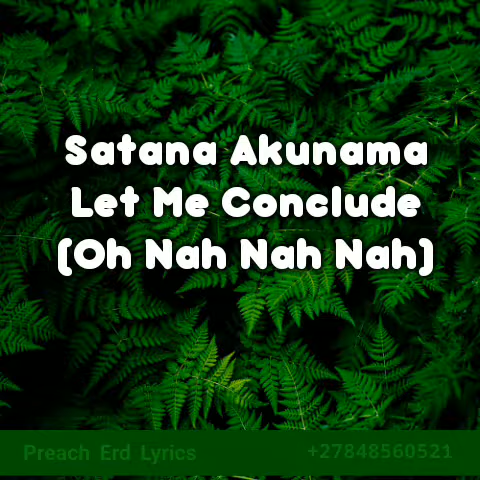 Satana Akunama
Let Me Conclude
(Oh Nah Nah Nah)
Preach Erd Lyrics +27848560521